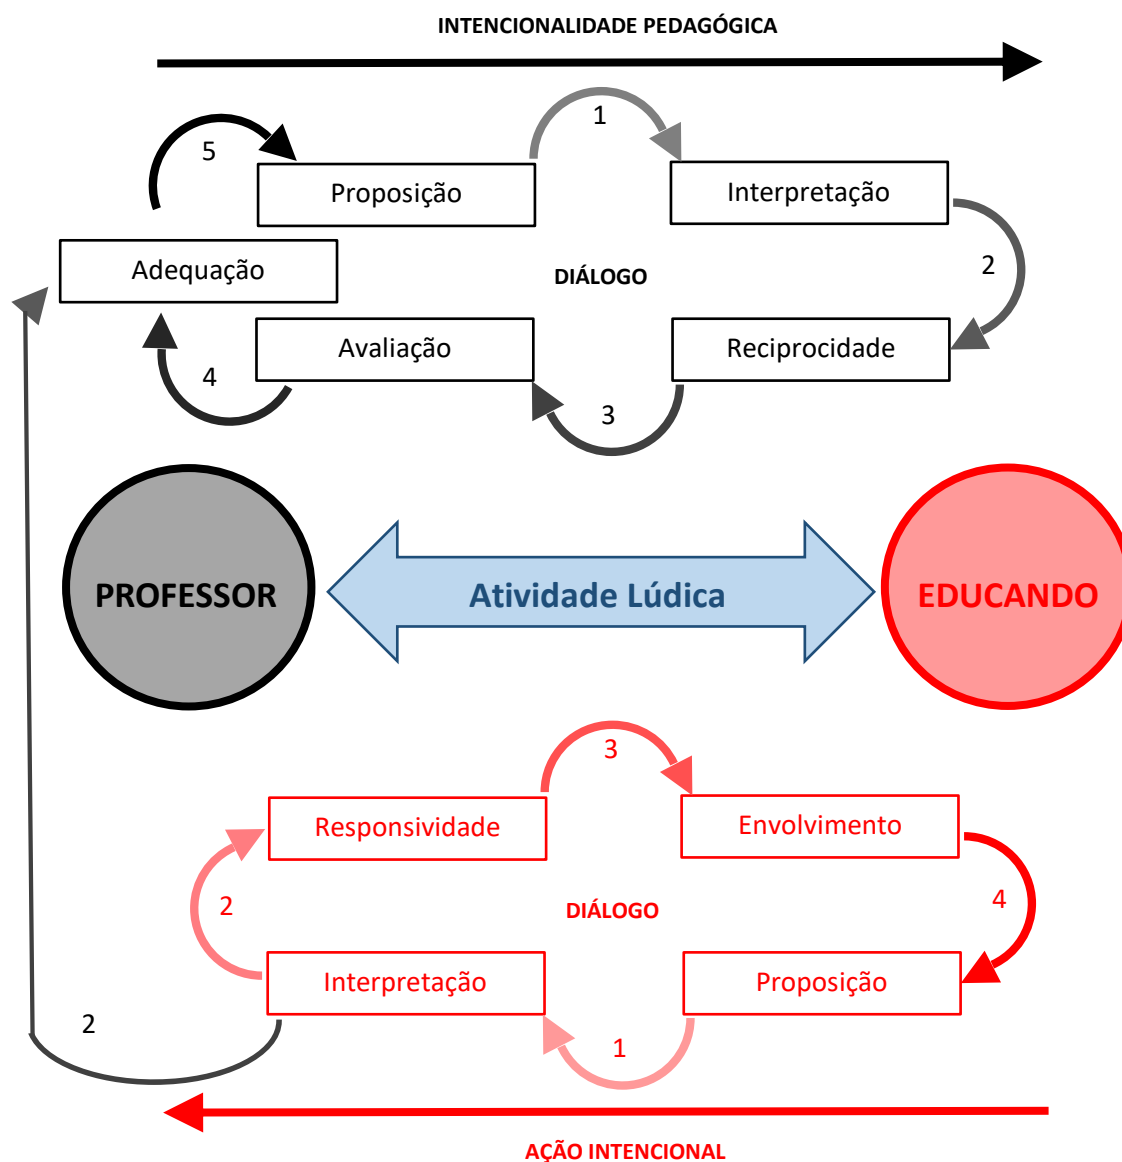 INTENCIONALIDADE PEDAGÓGICA
1
5
Proposição
Interpretação
2
Adequação
DIÁLOGO
Avaliação
Reciprocidade
4
3
PROFESSOR
Atividade Lúdica
EDUCANDO
3
Responsividade
Envolvimento
2
DIÁLOGO
4
Interpretação
Proposição
2
1
AÇÃO INTENCIONAL